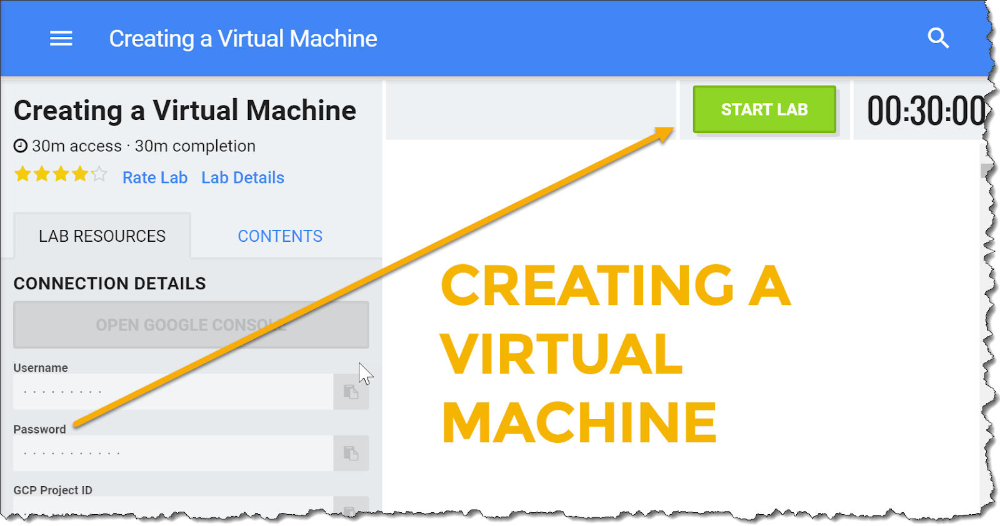 Creating a Virtual Machine
Creating a Virtual Machine
30m access · 30m completion
Rate Lab Lab Details
LAB RESOURCES CONTENTS
CONNECTION DETAILS
OPEN GOOGLE CONSOLE
Username
· · · · · · · · ·
Password
· · · · · · · · · · ·
GCP Project ID
START LAB
00:30:00
CREATING A
VIRTUAL
MACHINE